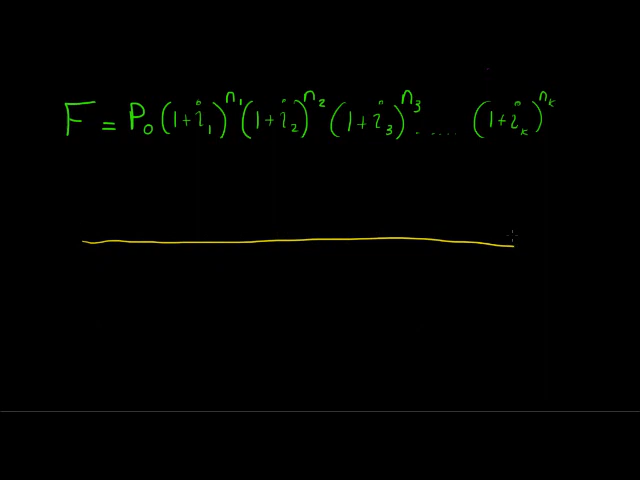 F = P₀ (1+i₁)^n₁ (1+i₂)^n₂ (1+i₃)^n₃ ...... (1+iₖ)^nₖ